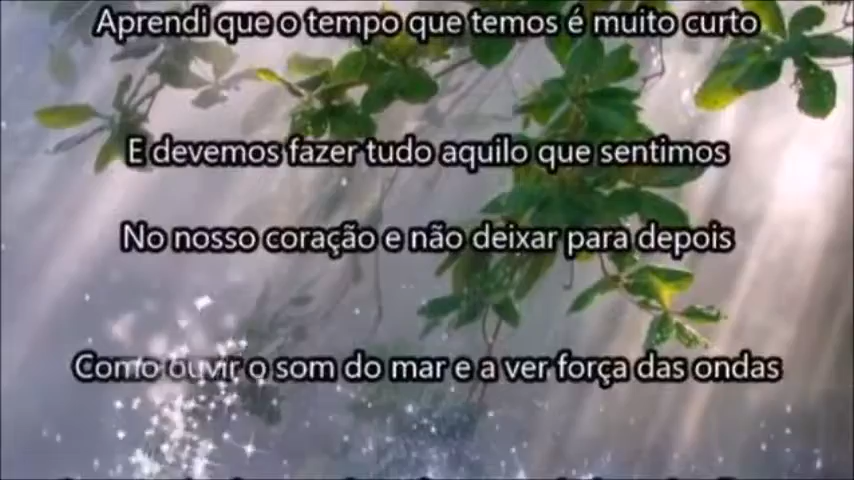 Aprendi que o tempo que temos é muito curto
E devemos fazer tudo aquilo que sentimos
No nosso coração e não deixar para depois
Como ouvir o som do mar e a ver força das ondas